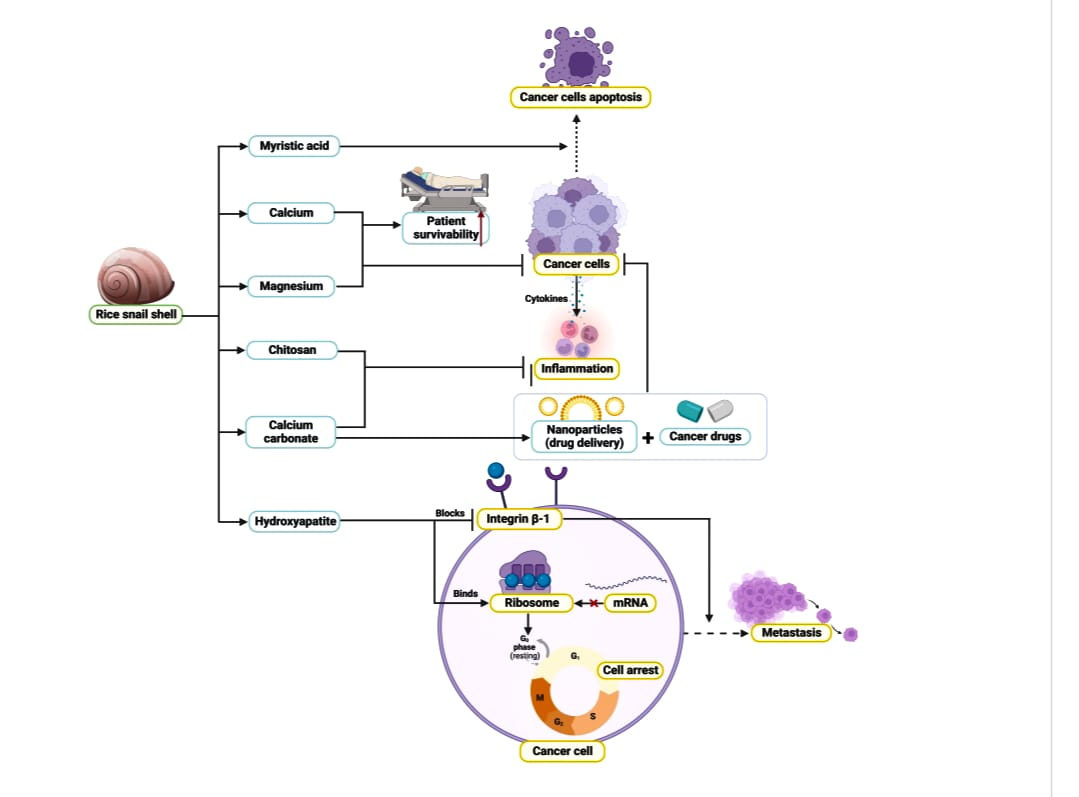 Cancer cells apoptosis
Myristic acid
Calcium
Patient
survivability
Cancer cells
Magnesium
Cytokines
Rice snail shell
Chitosan
Inflammation
Calcium
carbonate
Nanoparticles
(drug delivery)
+
Cancer drugs
Hydroxyapatite
Blocks
Integrin β-1
Binds
Ribosome
mRNA
Metastasis
G₀
phase
(resting)
G₁
Cell arrest
M
G₂
S
Cancer cell